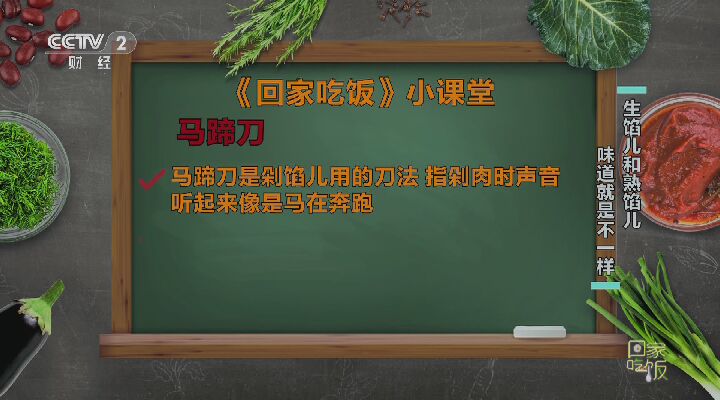 CCTV 2
财经
《回家吃饭》小课堂
马蹄刀
马蹄刀是剁馅儿用的刀法 指剁肉时声音
听起来像是马在奔跑
生馅儿和熟馅儿
味道就是不一样
回家
吃饭